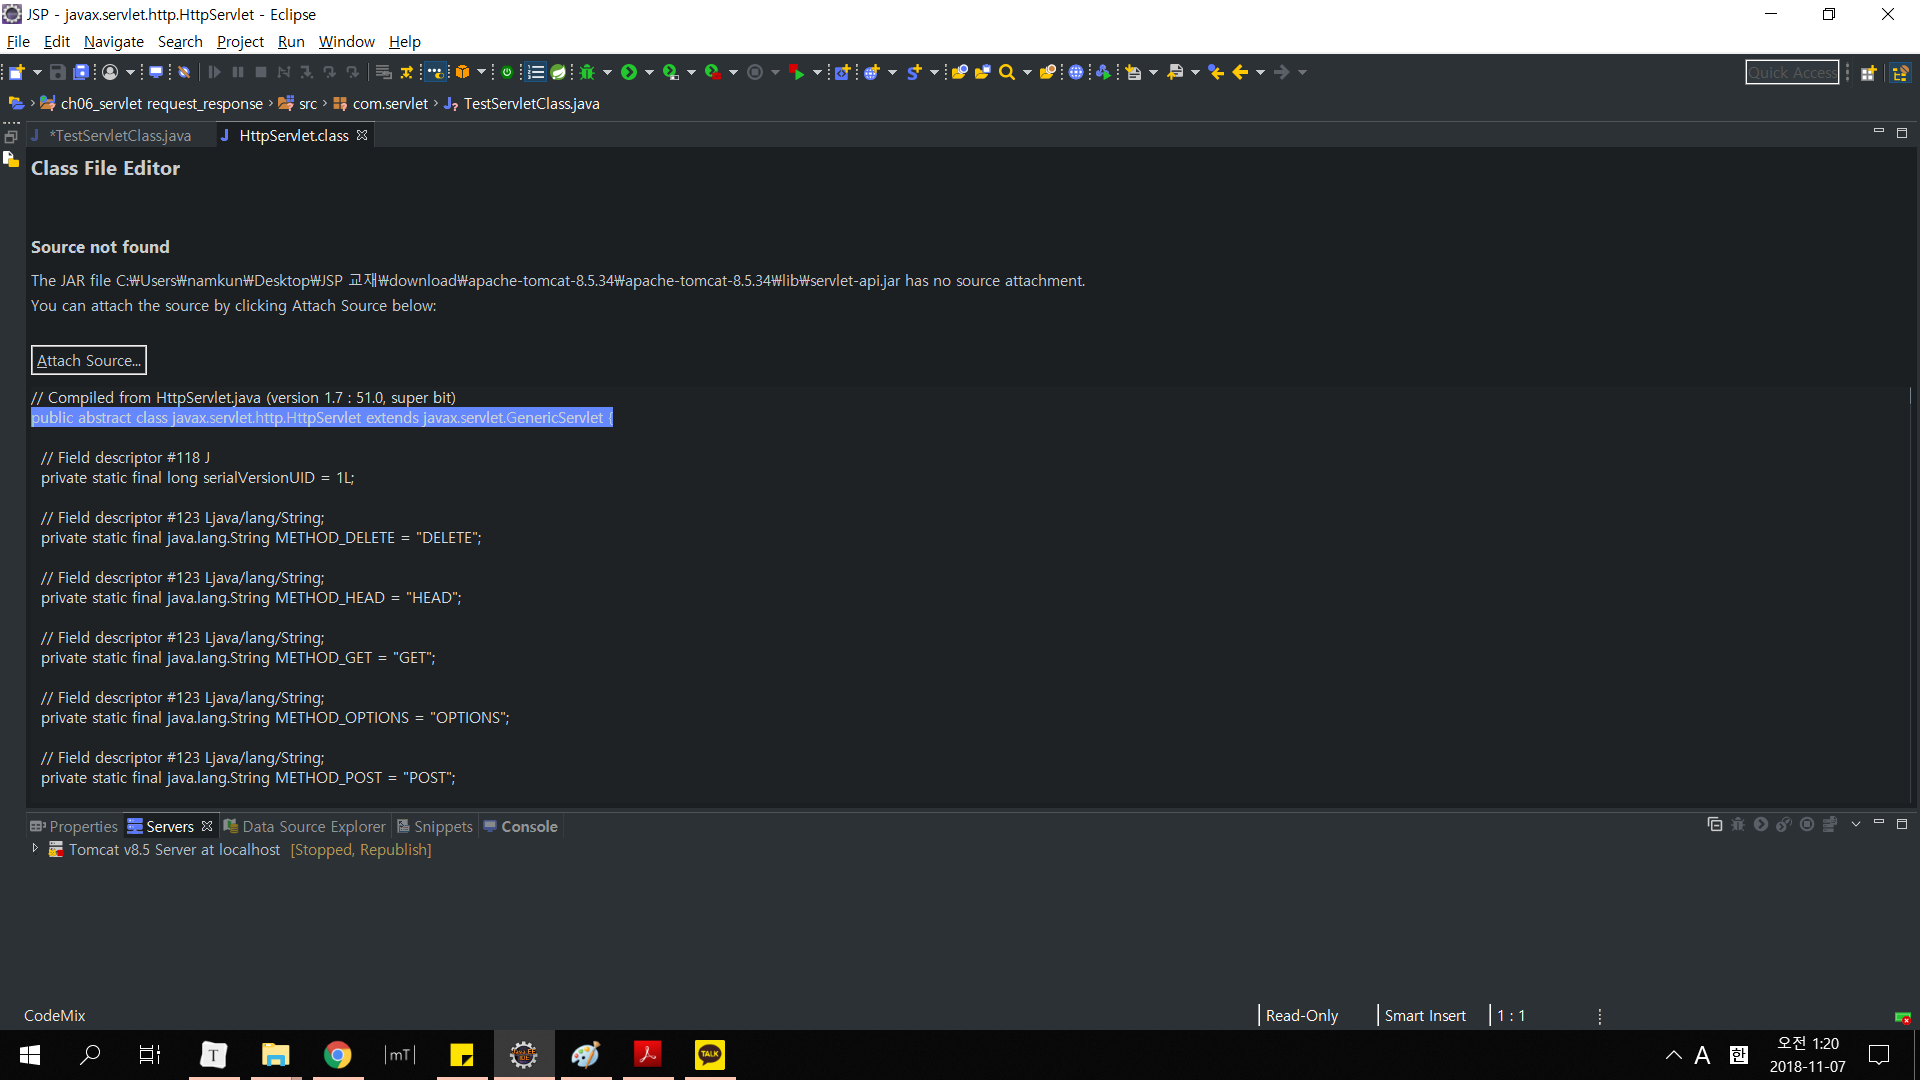 JSP - javax.servlet.http.HttpServlet - Eclipse
File Edit Navigate Search Project Run Window Help
Quick Access
ch06_servlet request_response › src › com.servlet › TestServletClass.java
*TestServletClass.java HttpServlet.class
Class File Editor
Source not found
The JAR file C:₩Users₩namkun₩Desktop₩JSP 교재₩download₩apache-tomcat-8.5.34₩apache-tomcat-8.5.34₩lib₩servlet-api.jar has no source attachment.
You can attach the source by clicking Attach Source below:
Attach Source...
// Compiled from HttpServlet.java (version 1.7 : 51.0, super bit)
public abstract class javax.servlet.http.HttpServlet extends javax.servlet.GenericServlet {
// Field descriptor #118 J
private static final long serialVersionUID = 1L;
// Field descriptor #123 Ljava/lang/String;
private static final java.lang.String METHOD_DELETE = "DELETE";
// Field descriptor #123 Ljava/lang/String;
private static final java.lang.String METHOD_HEAD = "HEAD";
// Field descriptor #123 Ljava/lang/String;
private static final java.lang.String METHOD_GET = "GET";
// Field descriptor #123 Ljava/lang/String;
private static final java.lang.String METHOD_OPTIONS = "OPTIONS";
// Field descriptor #123 Ljava/lang/String;
private static final java.lang.String METHOD_POST = "POST";
Properties Servers Data Source Explorer Snippets Console
Tomcat v8.5 Server at localhost [Stopped, Republish]
CodeMix Read-Only Smart Insert 1 : 1
T |mT| TALK A 한 오전 1:20
2018-11-07